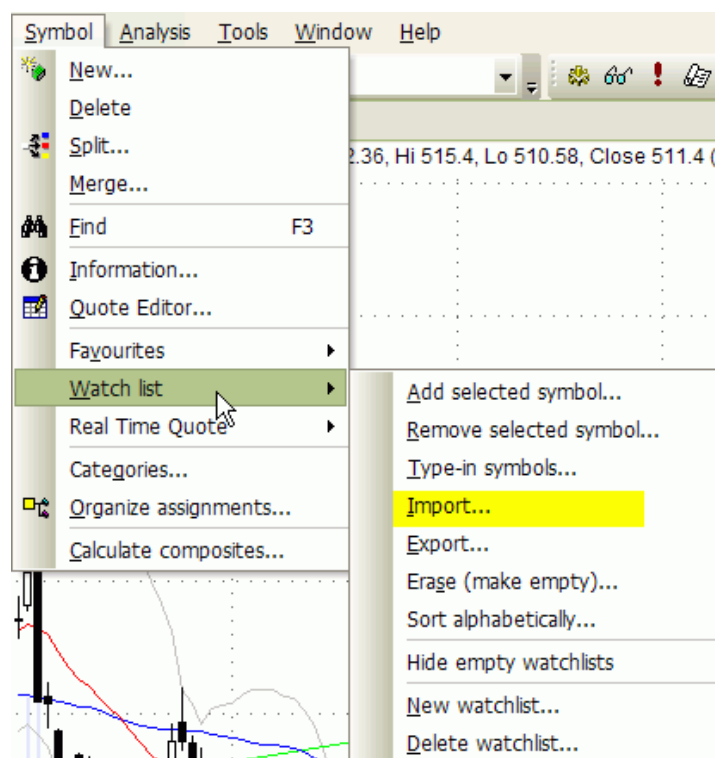 Symbol Analysis Tools Window Help
New...
Delete
Split...
2.36, Hi 515.4, Lo 510.58, Close 511.4 (
Merge...
Find F3
Information...
Quote Editor...
Favourites
Watch list
Real Time Quote
Categories...
Organize assignments...
Calculate composites...
Add selected symbol...
Remove selected symbol...
Type-in symbols...
Import...
Export...
Erase (make empty)...
Sort alphabetically...
Hide empty watchlists
New watchlist...
Delete watchlist...